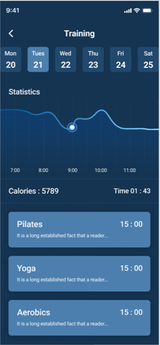 9:41
Training
Mon Tues Wed Thu Fri Sat
20 21 22 23 24 25
Statistics
7:00 8:00 9:00 10:00 11:00
Calories : 5789 Time 01 : 43
Pilates 15 : 00
It is a long established fact that a reader...
Yoga 15 : 00
It is a long established fact that a reader...
Aerobics 15 : 00
It is a long established fact that a reader...